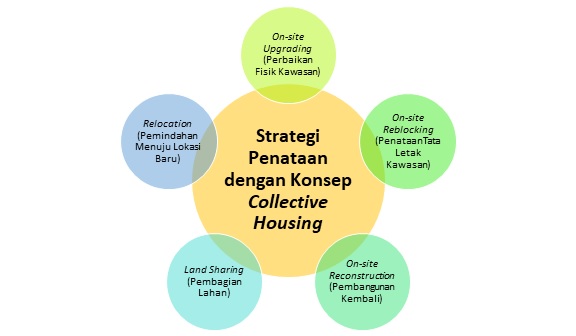 On-site
Upgrading
(Perbaikan
Fisik Kawasan)
On-site
Reblocking
(PenataanTata
Letak
Kawasan)
On-site
Reconstruction
(Pembangunan
Kembali)
Land Sharing
(Pembagian
Lahan)
Relocation
(Pemindahan
Menuju Lokasi
Baru)
Strategi
Penataan
dengan Konsep
Collective
Housing